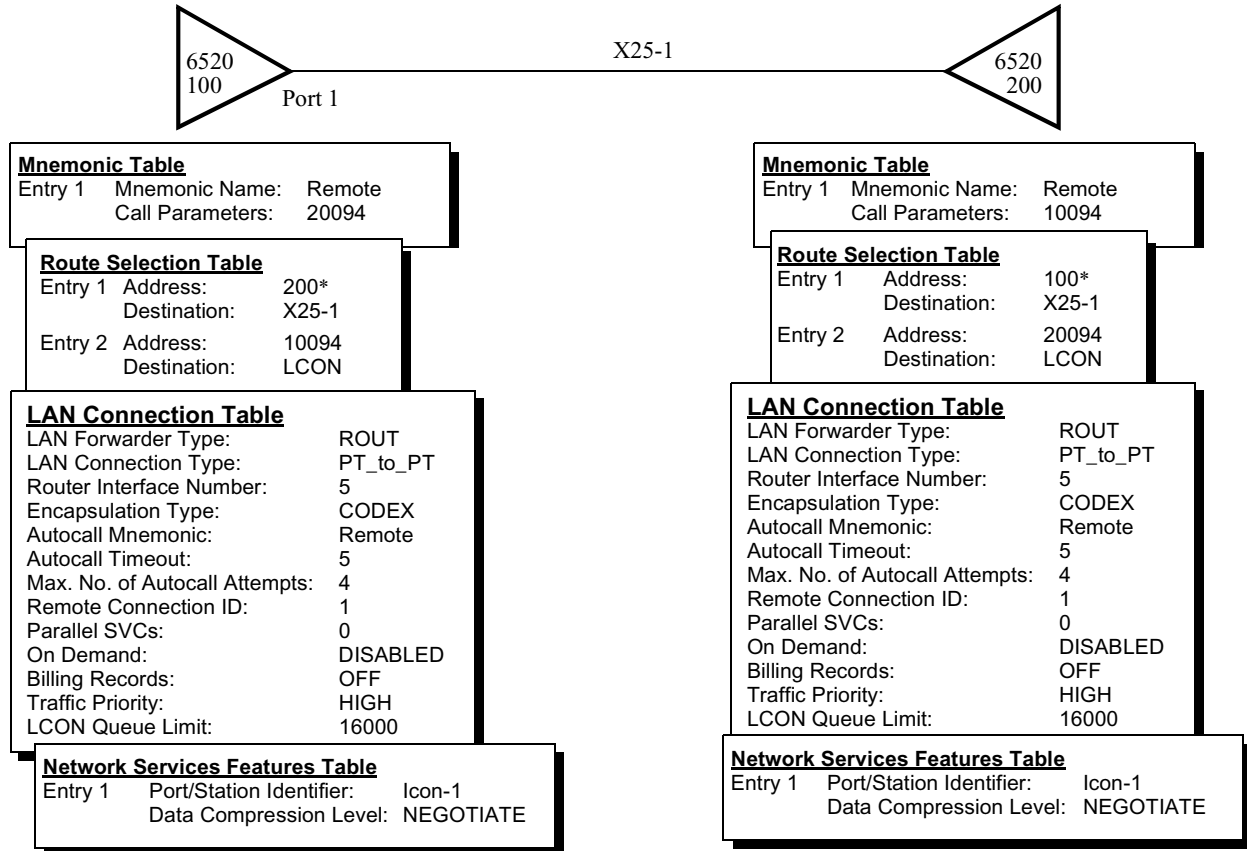 6520
100
Port 1
X25-1
6520
200
Mnemonic Table
Entry 1 Mnemonic Name: Remote
Call Parameters: 20094
Route Selection Table
Entry 1 Address: 200*
Destination: X25-1
Entry 2 Address: 10094
Destination: LCON
LAN Connection Table
LAN Forwarder Type: ROUT
LAN Connection Type: PT_to_PT
Router Interface Number: 5
Encapsulation Type: CODEX
Autocall Mnemonic: Remote
Autocall Timeout: 5
Max. No. of Autocall Attempts: 4
Remote Connection ID: 1
Parallel SVCs: 0
On Demand: DISABLED
Billing Records: OFF
Traffic Priority: HIGH
LCON Queue Limit: 16000
Network Services Features Table
Entry 1 Port/Station Identifier: lcon-1
Data Compression Level: NEGOTIATE
Mnemonic Table
Entry 1 Mnemonic Name: Remote
Call Parameters: 10094
Route Selection Table
Entry 1 Address: 100*
Destination: X25-1
Entry 2 Address: 20094
Destination: LCON
LAN Connection Table
LAN Forwarder Type: ROUT
LAN Connection Type: PT_to_PT
Router Interface Number: 5
Encapsulation Type: CODEX
Autocall Mnemonic: Remote
Autocall Timeout: 5
Max. No. of Autocall Attempts: 4
Remote Connection ID: 1
Parallel SVCs: 0
On Demand: DISABLED
Billing Records: OFF
Traffic Priority: HIGH
LCON Queue Limit: 16000
Network Services Features Table
Entry 1 Port/Station Identifier: lcon-1
Data Compression Level: NEGOTIATE